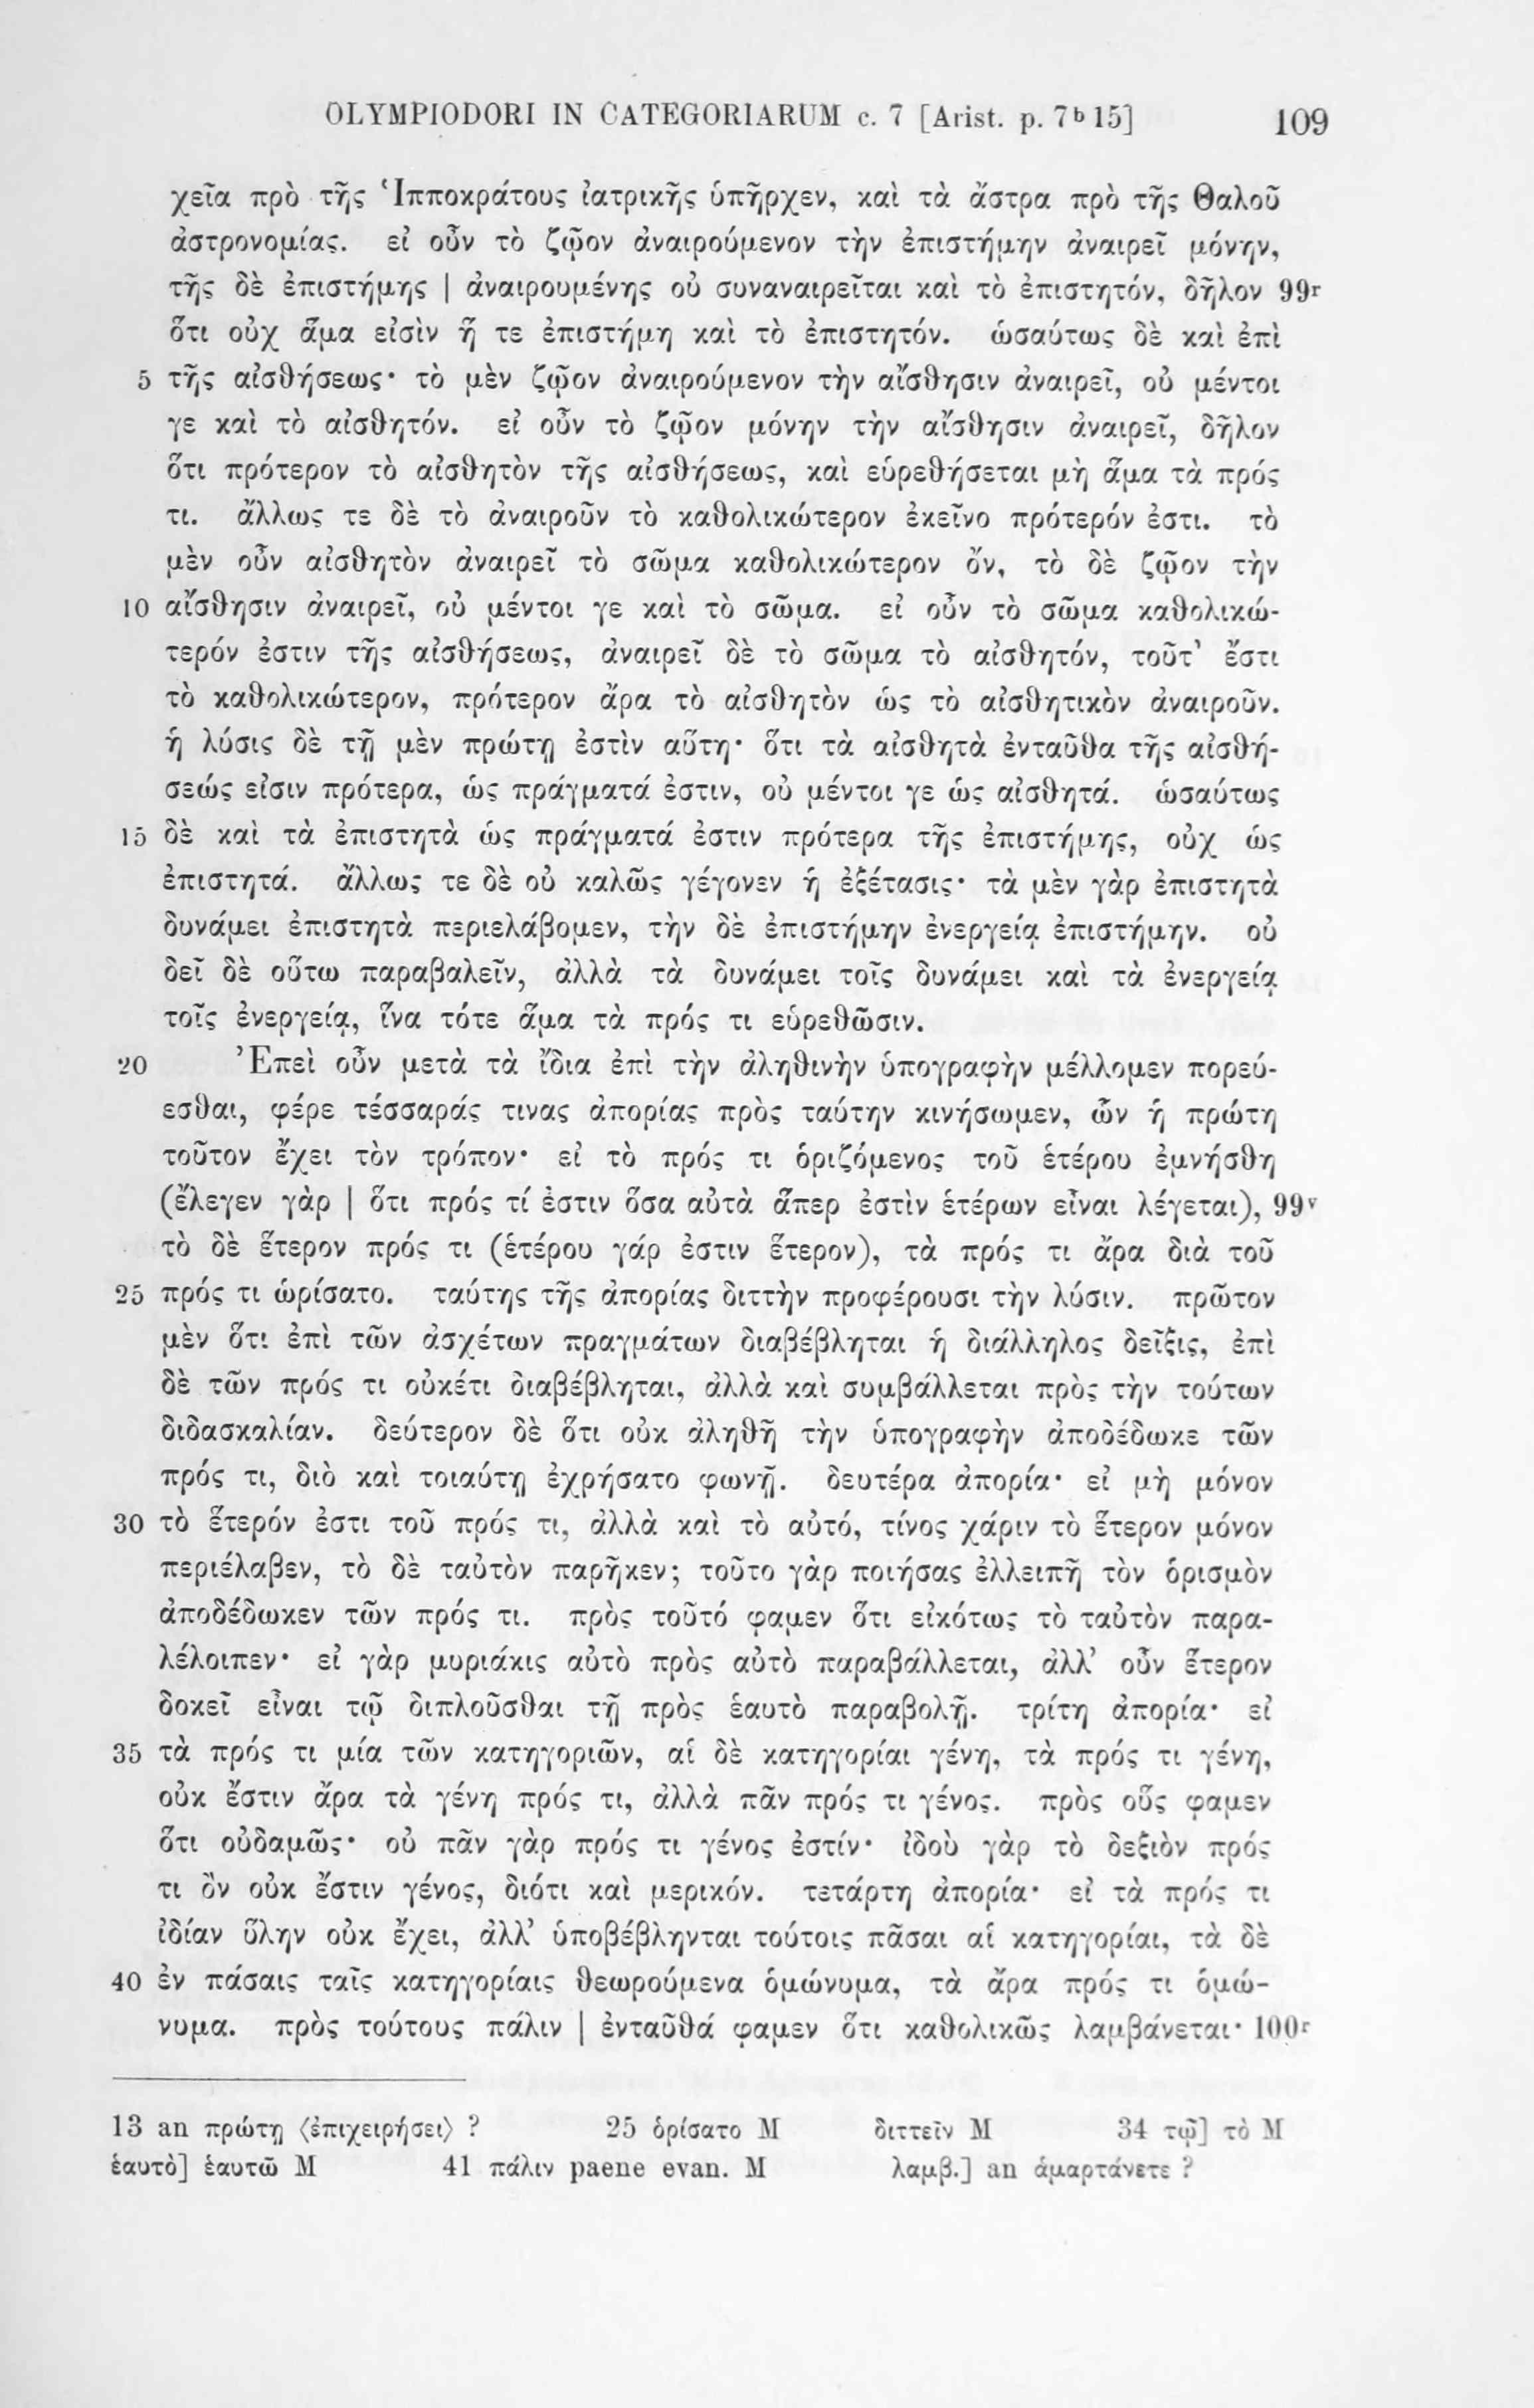 OLYMPIODORI IN CATEGORIARUM c. 7 [Arist. p. 7ᵇ 15] 109
χεῖα πρὸ τῆς Ἱπποκράτους ἰατρικῆς ὑπῆρχεν, καὶ τὰ ἄστρα πρὸ τῆς Θαλοῦ
ἀστρονομίας. εἰ οὖν τὸ ζῷον ἀναιρούμενον τὴν ἐπιστήμην ἀναιρεῖ μόνην,
τῆς δὲ ἐπιστήμης | ἀναιρουμένης οὐ συναναιρεῖται καὶ τὸ ἐπιστητόν, δῆλον 99ʳ
ὅτι οὐχ ἅμα εἰσὶν ἥ τε ἐπιστήμη καὶ τὸ ἐπιστητόν. ὡσαύτως δὲ καὶ ἐπὶ
5 τῆς αἰσθήσεως· τὸ μὲν ζῷον ἀναιρούμενον τὴν αἴσθησιν ἀναιρεῖ, οὐ μέντοι
γε καὶ τὸ αἰσθητόν. εἰ οὖν τὸ ζῷον μόνην τὴν αἴσθησιν ἀναιρεῖ, δῆλον
ὅτι πρότερον τὸ αἰσθητὸν τῆς αἰσθήσεως, καὶ εὑρεθήσεται μὴ ἅμα τὰ πρός
τι. ἄλλως τε δὲ τὸ ἀναιροῦν τὸ καθολικώτερον ἐκεῖνο πρότερόν ἐστι. τὸ
μὲν οὖν αἰσθητὸν ἀναιρεῖ τὸ σῶμα καθολικώτερον ὄν, τὸ δὲ ζῷον τὴν
10 αἴσθησιν ἀναιρεῖ, οὐ μέντοι γε καὶ τὸ σῶμα. εἰ οὖν τὸ σῶμα καθολικώ-
τερόν ἐστιν τῆς αἰσθήσεως, ἀναιρεῖ δὲ τὸ σῶμα τὸ αἰσθητόν, τοῦτ’ ἔστι
τὸ καθολικώτερον, πρότερον ἄρα τὸ αἰσθητὸν ὡς τὸ αἰσθητικὸν ἀναιροῦν.
ἡ λύσις δὲ τῇ μὲν πρώτῃ ἐστὶν αὕτη· ὅτι τὰ αἰσθητὰ ἐνταῦθα τῆς αἰσθή-
σεώς εἰσιν πρότερα, ὡς πράγματά ἐστιν, οὐ μέντοι γε ὡς αἰσθητά. ὡσαύτως
15 δὲ καὶ τὰ ἐπιστητὰ ὡς πράγματά ἐστιν πρότερα τῆς ἐπιστήμης, οὐχ ὡς
ἐπιστητά. ἄλλως τε δὲ οὐ καλῶς γέγονεν ἡ ἐξέτασις· τὰ μὲν γὰρ ἐπιστητὰ
δυνάμει ἐπιστητὰ περιελάβομεν, τὴν δὲ ἐπιστήμην ἐνεργείᾳ ἐπιστήμην. οὐ
δεῖ δὲ οὕτω παραβαλεῖν, ἀλλὰ τὰ δυνάμει τοῖς δυνάμει καὶ τὰ ἐνεργείᾳ
τοῖς ἐνεργείᾳ, ἵνα τότε ἅμα τὰ πρός τι εὑρεθῶσιν.
20 Ἐπεὶ οὖν μετὰ τὰ ἴδια ἐπὶ τὴν ἀληθινὴν ὑπογραφὴν μέλλομεν πορεύ-
εσθαι, φέρε τέσσαράς τινας ἀπορίας πρὸς ταύτην κινήσωμεν, ὧν ἡ πρώτη
τοῦτον ἔχει τὸν τρόπον· εἰ τὸ πρός τι ὁριζόμενος τοῦ ἑτέρου ἐμνήσθη
(ἔλεγεν γὰρ | ὅτι πρός τί ἐστιν ὅσα αὐτὰ ἅπερ ἐστὶν ἑτέρων εἶναι λέγεται), 99ᵛ
τὸ δὲ ἕτερον πρός τι (ἑτέρου γάρ ἐστιν ἕτερον), τὰ πρός τι ἄρα διὰ τοῦ
25 πρός τι ὡρίσατο. ταύτης τῆς ἀπορίας διττὴν προφέρουσι τὴν λύσιν. πρῶτον
μὲν ὅτι ἐπὶ τῶν ἀσχέτων πραγμάτων διαβέβληται ἡ διάλληλος δεῖξις, ἐπὶ
δὲ τῶν πρός τι οὐκέτι διαβέβληται, ἀλλὰ καὶ συμβάλλεται πρὸς τὴν τούτων
διδασκαλίαν. δεύτερον δὲ ὅτι οὐκ ἀληθῆ τὴν ὑπογραφὴν ἀποδέδωκε τῶν
πρός τι, διὸ καὶ τοιαύτῃ ἐχρήσατο φωνῇ. δευτέρα ἀπορία· εἰ μὴ μόνον
30 τὸ ἕτερόν ἐστι τοῦ πρός τι, ἀλλὰ καὶ τὸ αὐτό, τίνος χάριν τὸ ἕτερον μόνον
περιέλαβεν, τὸ δὲ ταὐτὸν παρῆκεν; τοῦτο γὰρ ποιήσας ἐλλειπῆ τὸν ὁρισμὸν
ἀποδέδωκεν τῶν πρός τι. πρὸς τοῦτό φαμεν ὅτι εἰκότως τὸ ταὐτὸν παρα-
λέλοιπεν· εἰ γὰρ μυριάκις αὐτὸ πρὸς αὐτὸ παραβάλλεται, ἀλλ’ οὖν ἕτερον
δοκεῖ εἶναι τῷ διπλοῦσθαι τῇ πρὸς ἑαυτὸ παραβολῇ. τρίτη ἀπορία· εἰ
35 τὰ πρός τι μία τῶν κατηγοριῶν, αἱ δὲ κατηγορίαι γένη, τὰ πρός τι γένη,
οὐκ ἔστιν ἄρα τὰ γένη πρός τι, ἀλλὰ πᾶν πρός τι γένος. πρὸς οὕς φαμεν
ὅτι οὐδαμῶς· οὐ πᾶν γὰρ πρός τι γένος ἐστίν· ἰδοὺ γὰρ τὸ δεξιὸν πρός
τι ὂν οὐκ ἔστιν γένος, διότι καὶ μερικόν. τετάρτη ἀπορία· εἰ τὰ πρός τι
ἰδίαν ὕλην οὐκ ἔχει, ἀλλ’ ὑποβέβληνται τούτοις πᾶσαι αἱ κατηγορίαι, τὰ δὲ
40 ἐν πάσαις ταῖς κατηγορίαις θεωρούμενα ὁμώνυμα, τὰ ἄρα πρός τι ὁμώ-
νυμα. πρὸς τούτους πάλιν | ἐνταῦθά φαμεν ὅτι καθολικῶς λαμβάνεται· 100ʳ
13 an πρώτῃ ⟨ἐπιχειρήσει⟩ ? 25 ὁρίσατο M διττεῖν M 34 τῷ] τὸ M
ἑαυτὸ] ἑαυτῶ M 41 πάλιν paene evan. M λαμβ.] an ἁμαρτάνετε ?